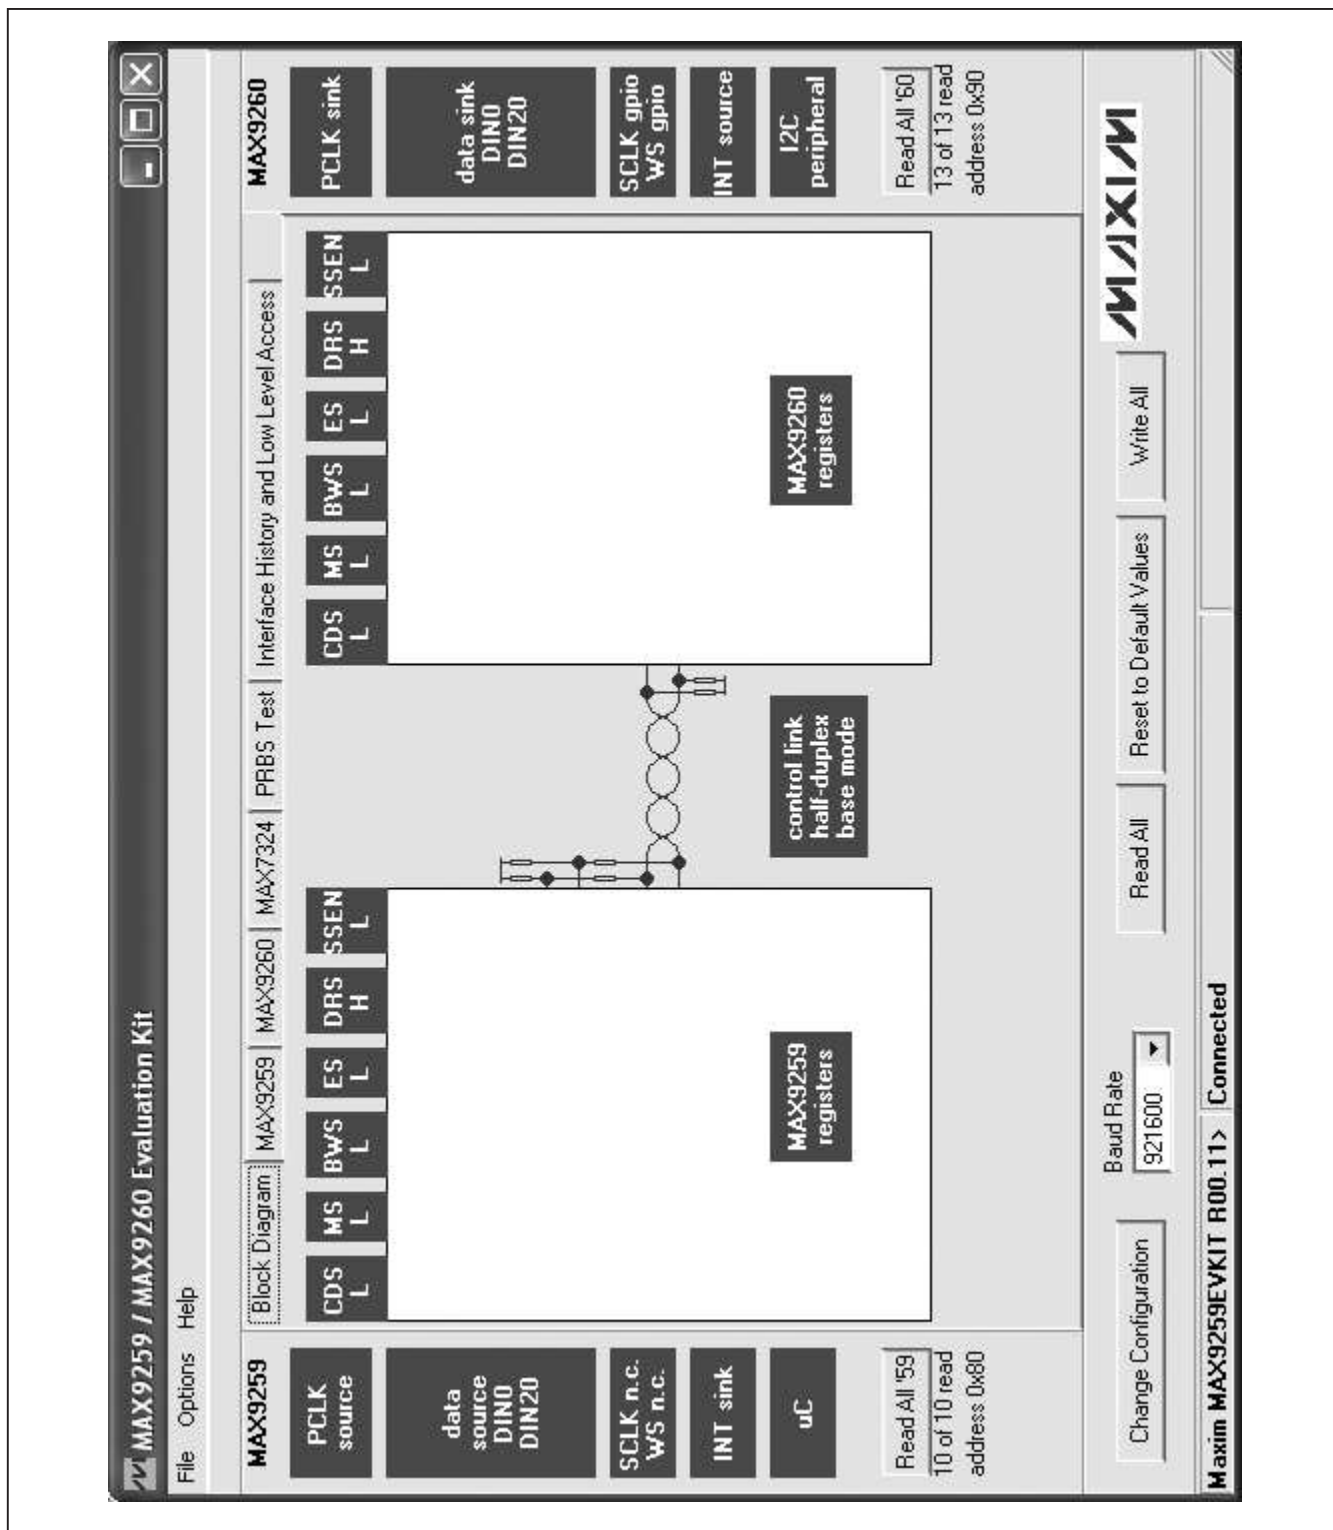 MAX9259 / MAX9260 Evaluation Kit
File Options Help
MAX9259
PCLK
source
data
source
DIN0
DIN20
SCLK n.c.
WS n.c.
INT sink
uC
Read All '59
10 of 10 read
address 0x80
Block Diagram MAX9259 MAX9260 MAX7324 PRBS Test Interface History and Low Level Access
CDS
L
MS
L
BWS
L
ES
L
DRS
H
SSEN
L
MAX9259
registers
control link
half-duplex
base mode
CDS
L
MS
L
BWS
L
ES
L
DRS
H
SSEN
L
MAX9260
registers
MAX9260
PCLK sink
data sink
DIN0
DIN20
SCLK gpio
WS gpio
INT source
I2C
peripheral
Read All '60
13 of 13 read
address 0x90
Change Configuration
Baud Rate
921600
Read All
Reset to Default Values
Write All
MAXIM
Maxim MAX9259EVKIT R00.11> Connected